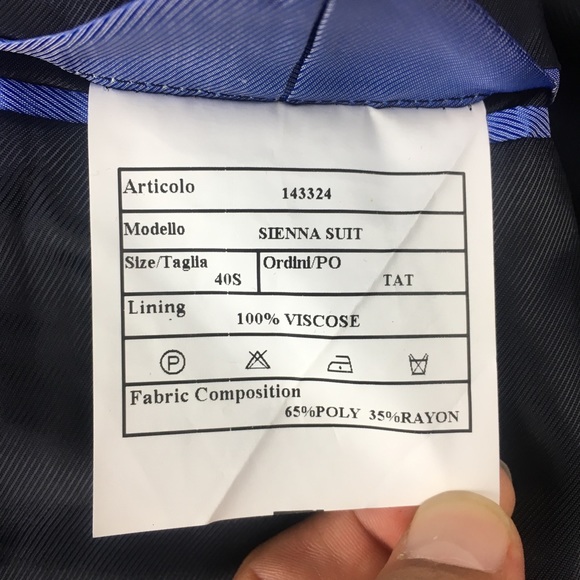 Articolo 143324
Modello SIENNA SUIT
Size/Taglia Ordini/PO
40S TAT
Lining
100% VISCOSE
P
Fabric Composition
65%POLY 35%RAYON